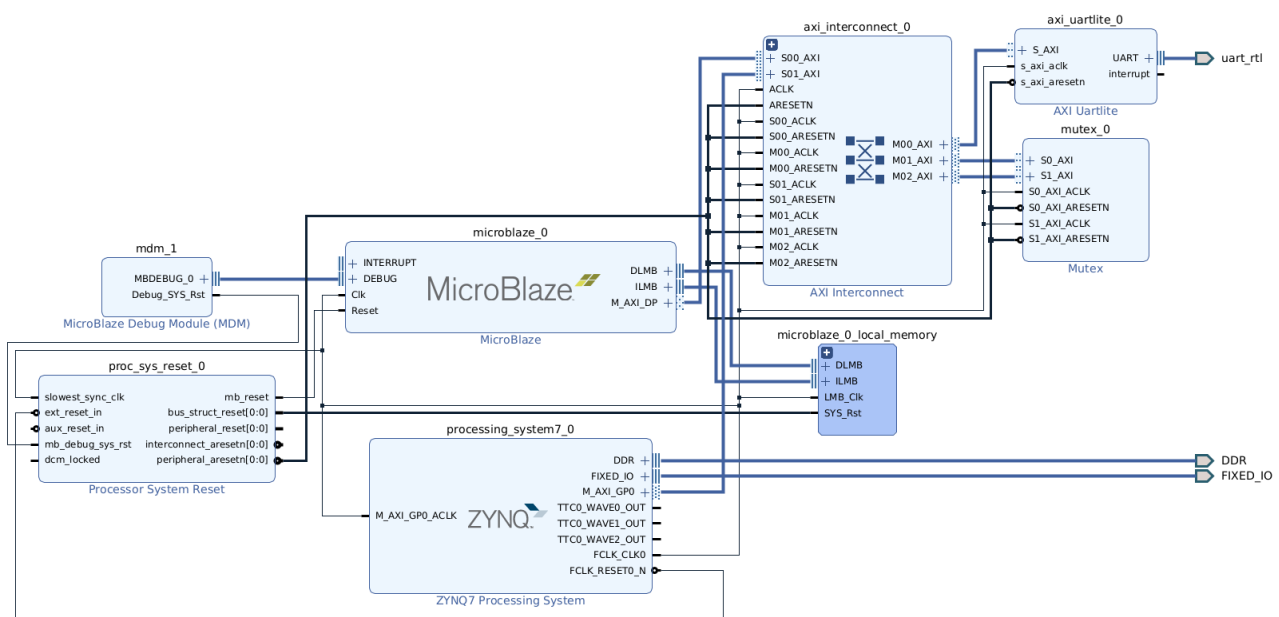 axi_interconnect_0
S00_AXI
S01_AXI
ACLK
ARESETN
S00_ACLK
S00_ARESETN
M00_ACLK
M00_ARESETN
S01_ACLK
S01_ARESETN
M01_ACLK
M01_ARESETN
M02_ACLK
M02_ARESETN
M00_AXI
M01_AXI
M02_AXI
AXI Interconnect
axi_uartlite_0
S_AXI
s_axi_aclk
s_axi_aresetn
UART
interrupt
AXI Uartlite
uart_rtl
mutex_0
S0_AXI
S1_AXI
S0_AXI_ACLK
S0_AXI_ARESETN
S1_AXI_ACLK
S1_AXI_ARESETN
Mutex
mdm_1
MBDEBUG_0
Debug_SYS_Rst
MicroBlaze Debug Module (MDM)
microblaze_0
INTERRUPT
DEBUG
Clk
Reset
MicroBlaze
DLMB
ILMB
M_AXI_DP
MicroBlaze
microblaze_0_local_memory
DLMB
ILMB
LMB_Clk
SYS_Rst
proc_sys_reset_0
slowest_sync_clk
ext_reset_in
aux_reset_in
mb_debug_sys_rst
dcm_locked
mb_reset
bus_struct_reset[0:0]
peripheral_reset[0:0]
interconnect_aresetn[0:0]
peripheral_aresetn[0:0]
Processor System Reset
processing_system7_0
M_AXI_GP0_ACLK
ZYNQ
DDR
FIXED_IO
M_AXI_GP0
TTC0_WAVE0_OUT
TTC0_WAVE1_OUT
TTC0_WAVE2_OUT
FCLK_CLK0
FCLK_RESET0_N
ZYNQ7 Processing System
DDR
FIXED_IO